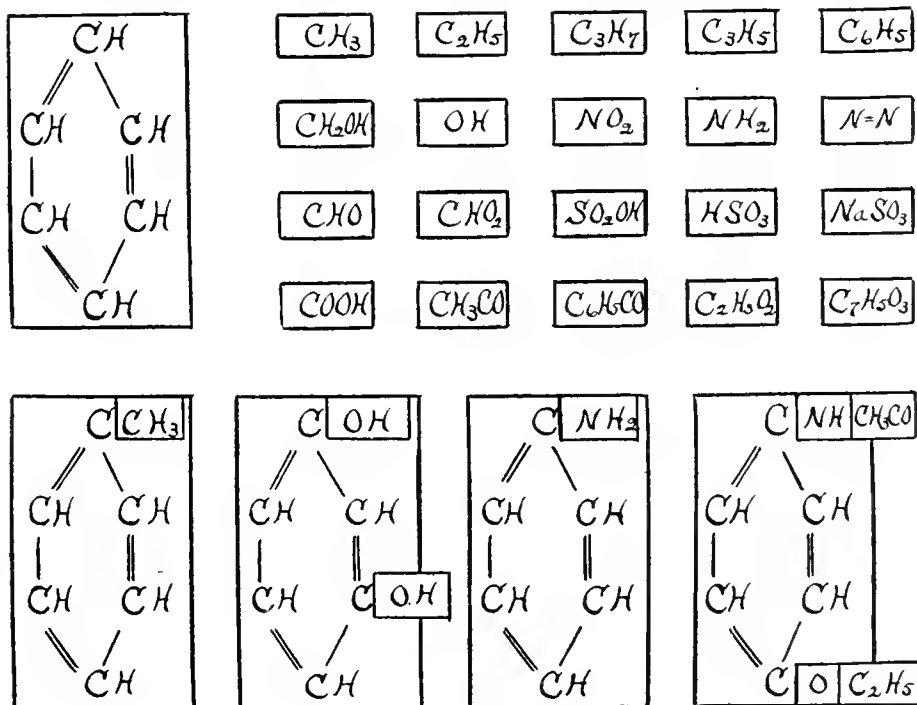 CH
CH CH
CH CH
CH
CH₃ C₂H₅ C₃H₇ C₃H₅ C₆H₅
CH₂OH OH NO₂ NH₂ N=N
CHO CHO₂ SO₂OH HSO₃ NaSO₃
COOH CH₃CO C₆H₅CO C₂H₃O₂ C₇H₅O₃
C CH₃
CH CH
CH CH
CH
C OH
CH CH
CH C OH
CH
C NH₂
CH CH
CH CH
CH
C NH CH₃CO
CH CH
CH CH
C O C₂H₅